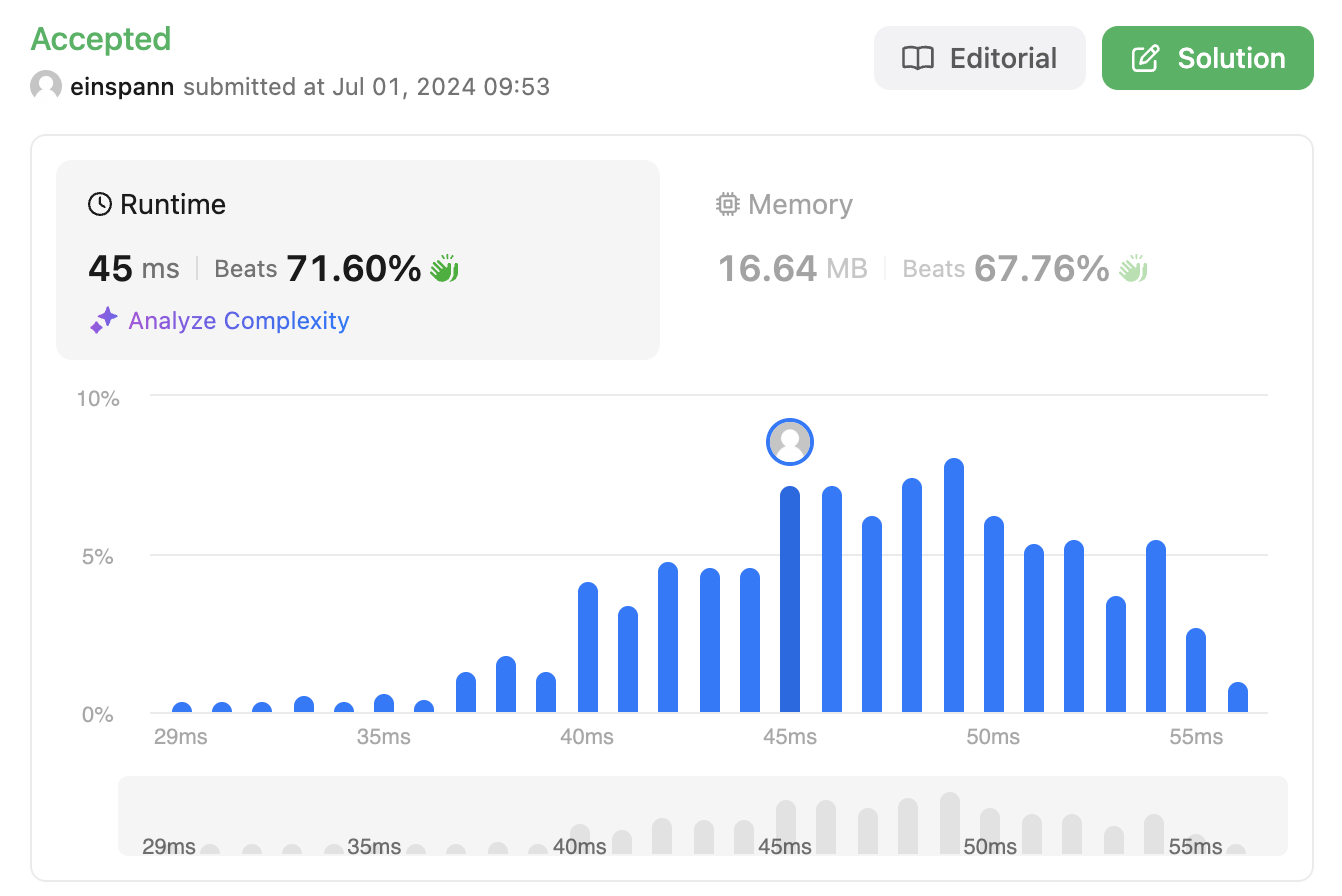 Accepted
einspann submitted at Jul 01, 2024 09:53
Editorial
Solution
Runtime
45 ms | Beats 71.60%
Analyze Complexity
Memory
16.64 MB | Beats 67.76%
10%
5%
0%
29ms 35ms 40ms 45ms 50ms 55ms
29ms 35ms 40ms 45ms 50ms 55ms